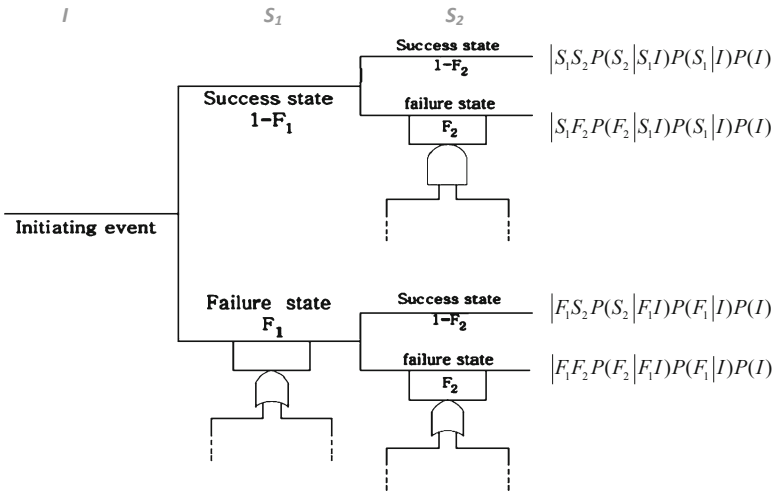 I S₁ S₂
Success state
1-F₂
|S₁S₂P(S₂|S₁I)P(S₁|I)P(I)
Success state
1-F₁
failure state
F₂
|S₁F₂P(F₂|S₁I)P(S₁|I)P(I)
Initiating event
Failure state
F₁
Success state
1-F₂
|F₁S₂P(S₂|F₁I)P(F₁|I)P(I)
failure state
F₂
|F₁F₂P(F₂|F₁I)P(F₁|I)P(I)